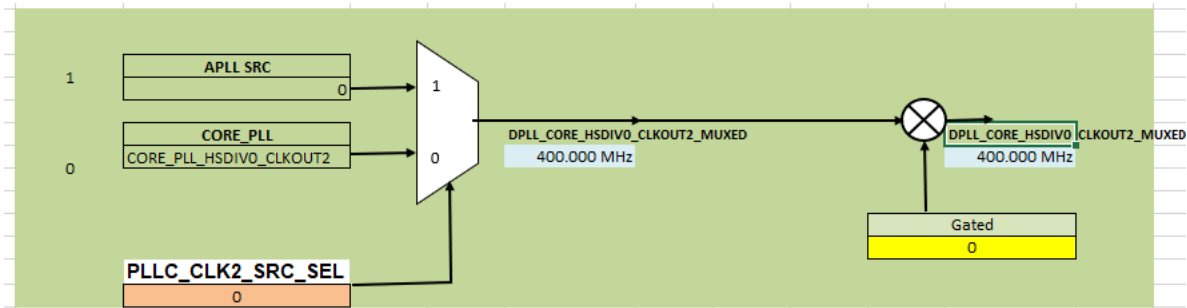 APLL SRC
1
0
1
CORE_PLL
CORE_PLL_HSDIV0_CLKOUT2
0
0
DPLL_CORE_HSDIV0_CLKOUT2_MUXED
400.000 MHz
DPLL_CORE_HSDIV0_CLKOUT2_MUXED
400.000 MHz
Gated
0
PLLC_CLK2_SRC_SEL
0